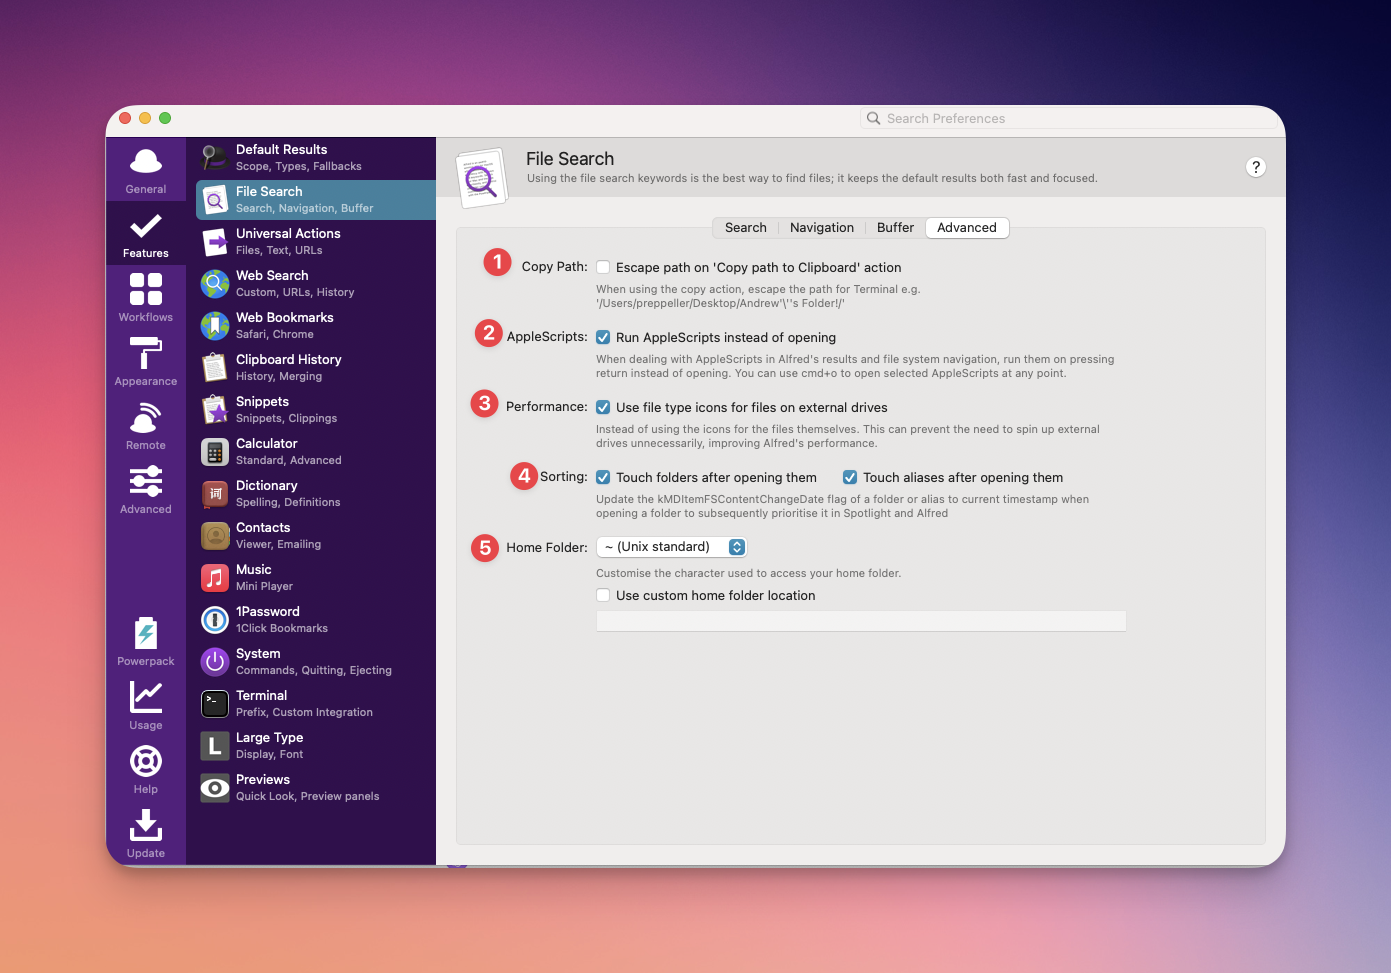 Search Preferences
General
Features
Workflows
Appearance
Remote
Advanced
Powerpack
Usage
Help
Update
Default Results
Scope, Types, Fallbacks
File Search
Search, Navigation, Buffer
Universal Actions
Files, Text, URLs
Web Search
Custom, URLs, History
Web Bookmarks
Safari, Chrome
Clipboard History
History, Merging
Snippets
Snippets, Clippings
Calculator
Standard, Advanced
词
Dictionary
Spelling, Definitions
Contacts
Viewer, Emailing
Music
Mini Player
1Password
1Click Bookmarks
System
Commands, Quitting, Ejecting
>_
Terminal
Prefix, Custom Integration
L
Large Type
Display, Font
Previews
Quick Look, Preview panels
File Search
Using the file search keywords is the best way to find files; it keeps the default results both fast and focused.
?
Search Navigation Buffer Advanced
1 Copy Path: Escape path on 'Copy path to Clipboard' action
When using the copy action, escape the path for Terminal e.g.
'/Users/preppeller/Desktop/Andrew'\''s Folder!/'
2 AppleScripts: Run AppleScripts instead of opening
When dealing with AppleScripts in Alfred's results and file system navigation, run them on pressing
return instead of opening. You can use cmd+o to open selected AppleScripts at any point.
3 Performance: Use file type icons for files on external drives
Instead of using the icons for the files themselves. This can prevent the need to spin up external
drives unnecessarily, improving Alfred's performance.
4 Sorting: Touch folders after opening them Touch aliases after opening them
Update the kMDItemFSContentChangeDate flag of a folder or alias to current timestamp when
opening a folder to subsequently prioritise it in Spotlight and Alfred
5 Home Folder: ~ (Unix standard)
Customise the character used to access your home folder.
Use custom home folder location